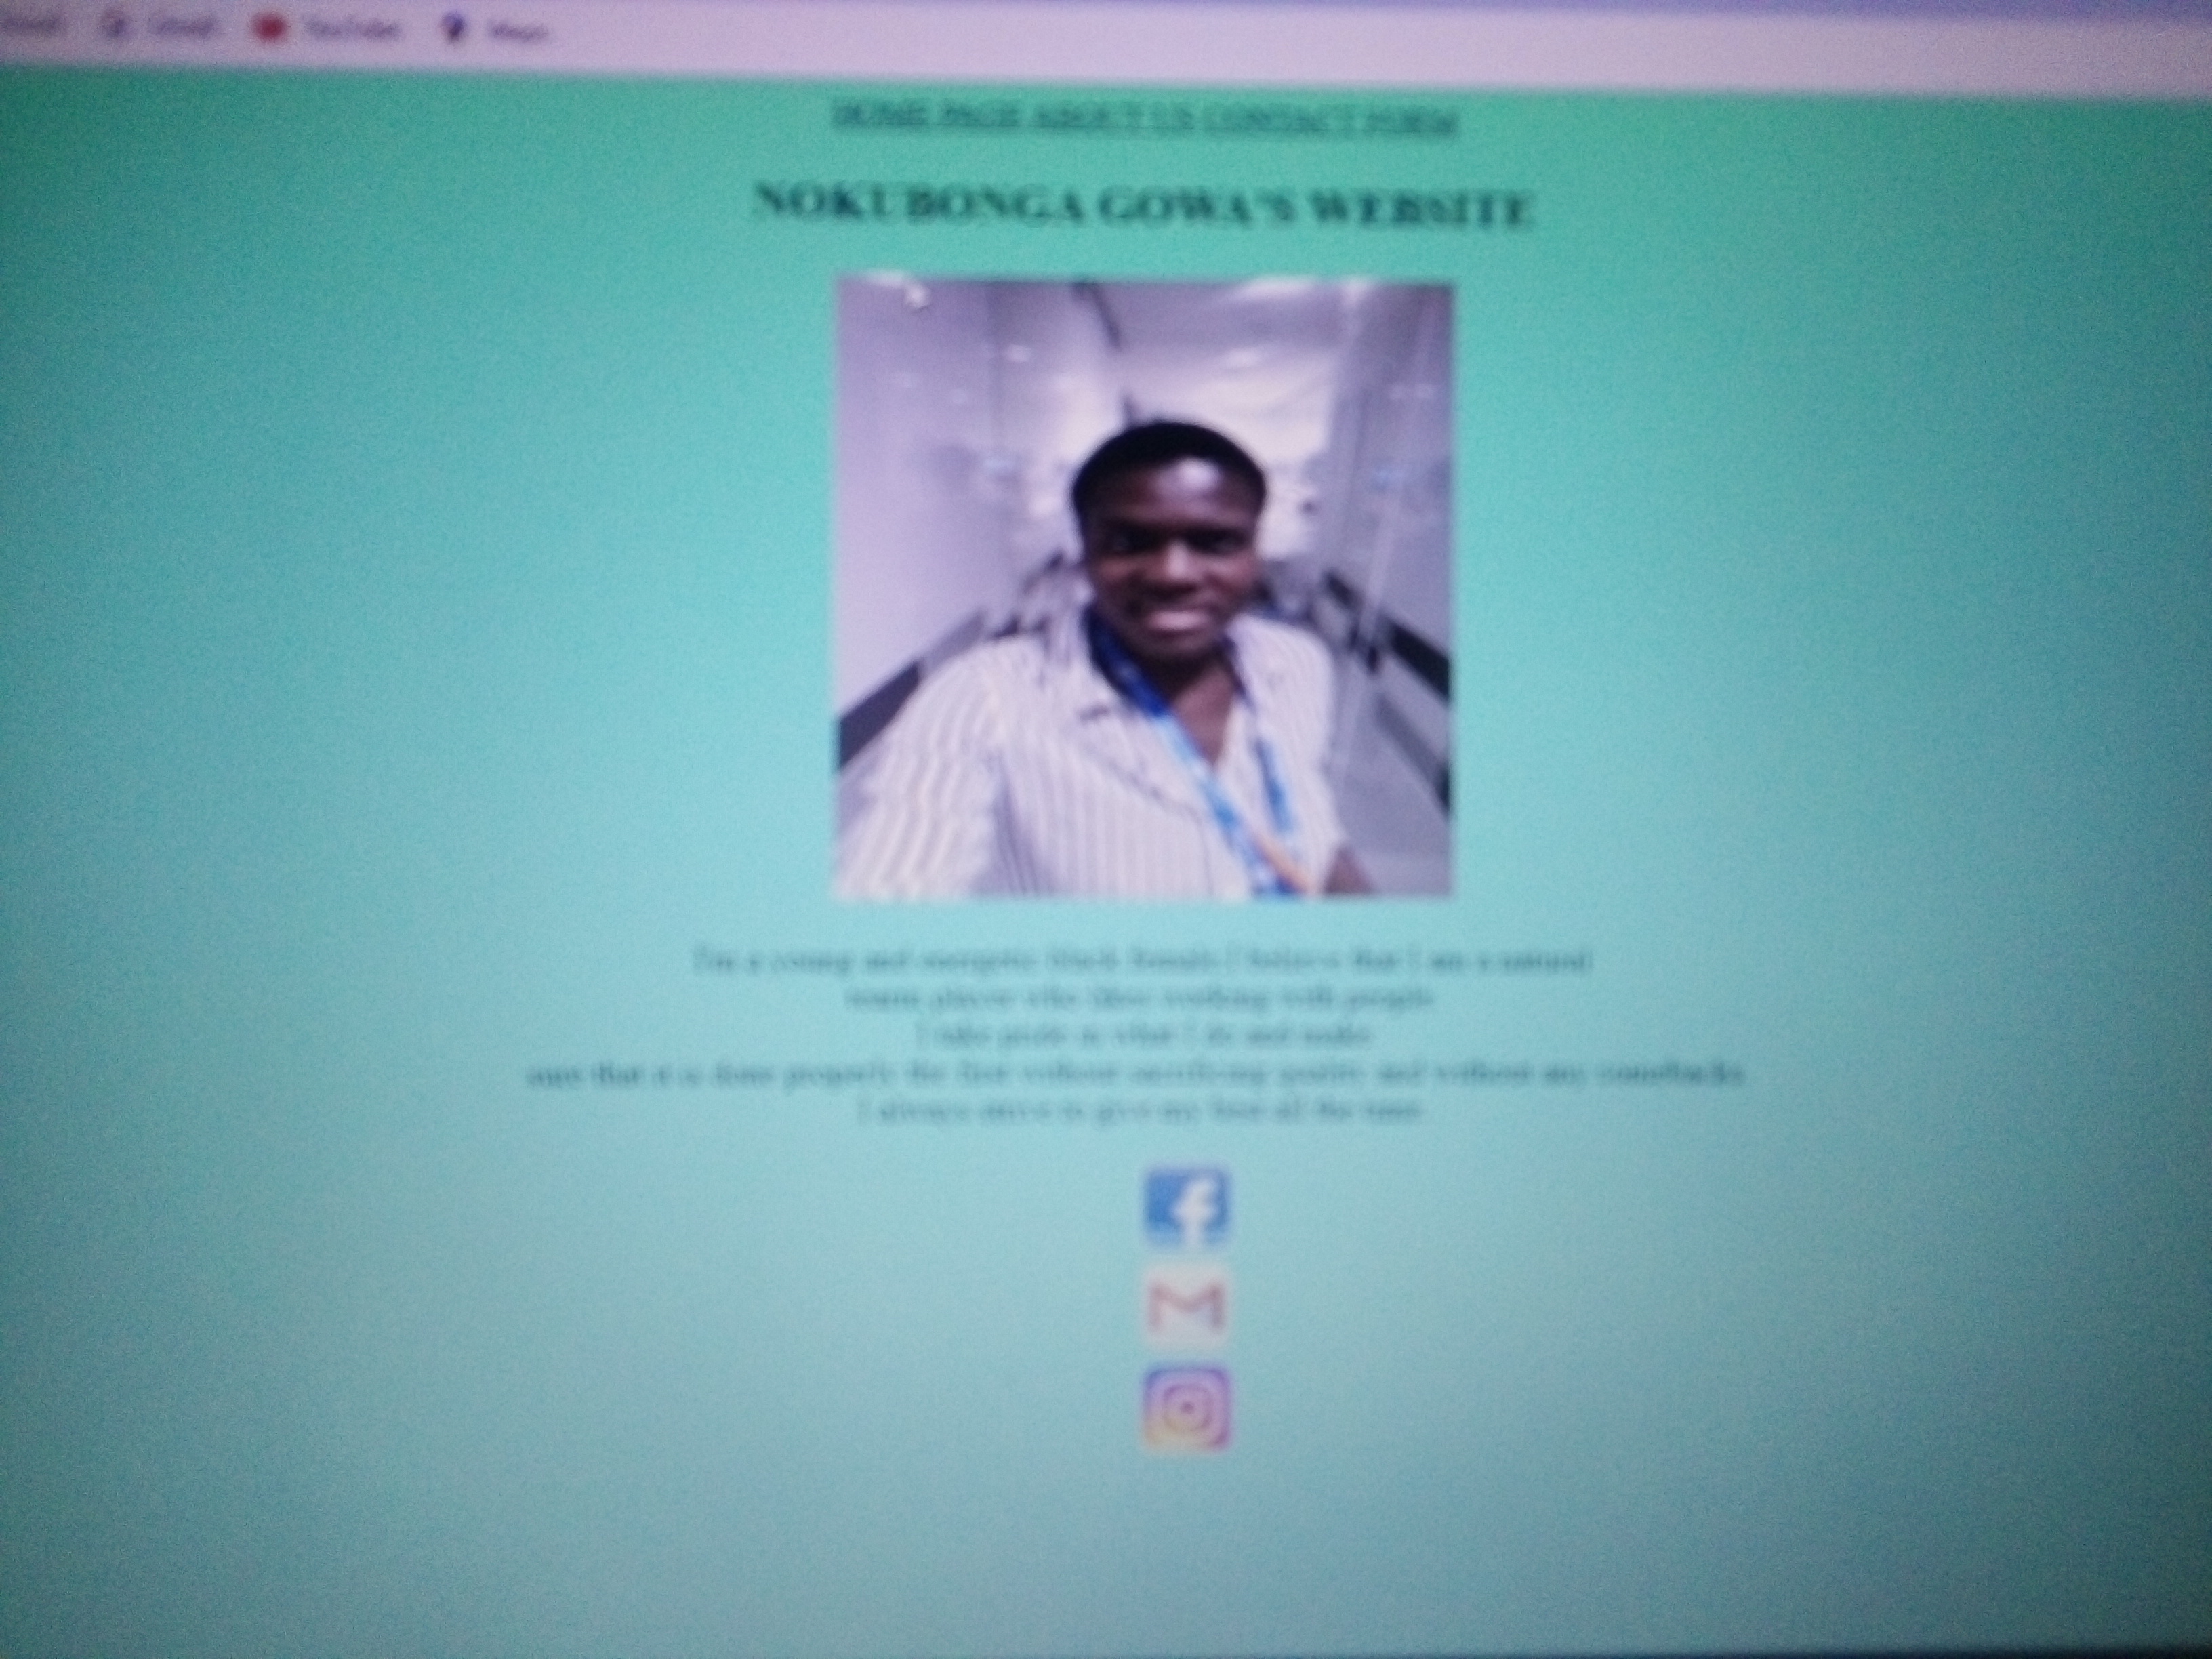 Gmail YouTube Maps
HOME PAGE ABOUT US CONTACT FORM
NOKUBONGA GOWA'S WEBSITE
I'm a young and energetic black female I believe that I am a natural
team player who likes working with people
I take pride in what I do and make
sure that it is done properly the first without sacrificing quality and without any comebacks
I always strive to give my best all the time